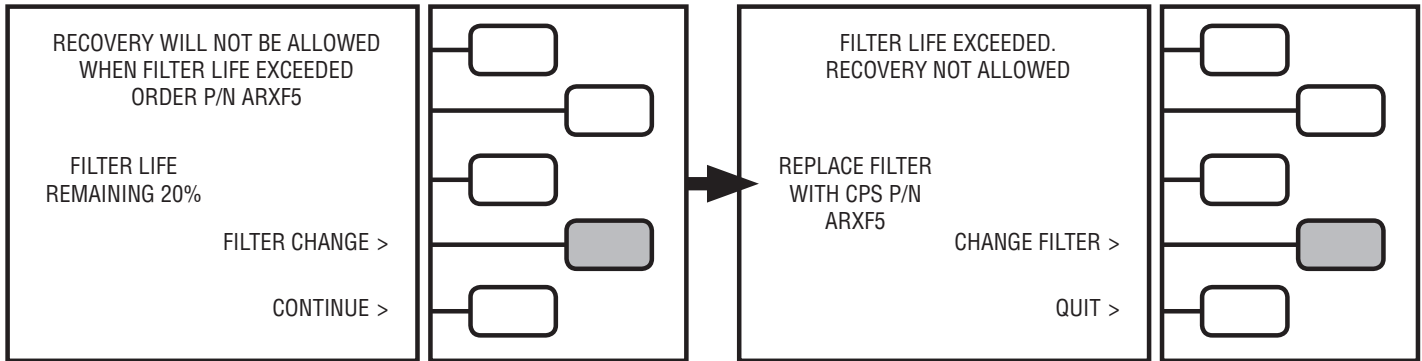 RECOVERY WILL NOT BE ALLOWED
WHEN FILTER LIFE EXCEEDED
ORDER P/N ARXF5
FILTER LIFE
REMAINING 20%
FILTER CHANGE >
CONTINUE >
FILTER LIFE EXCEEDED.
RECOVERY NOT ALLOWED
REPLACE FILTER
WITH CPS P/N
ARXF5
CHANGE FILTER >
QUIT >